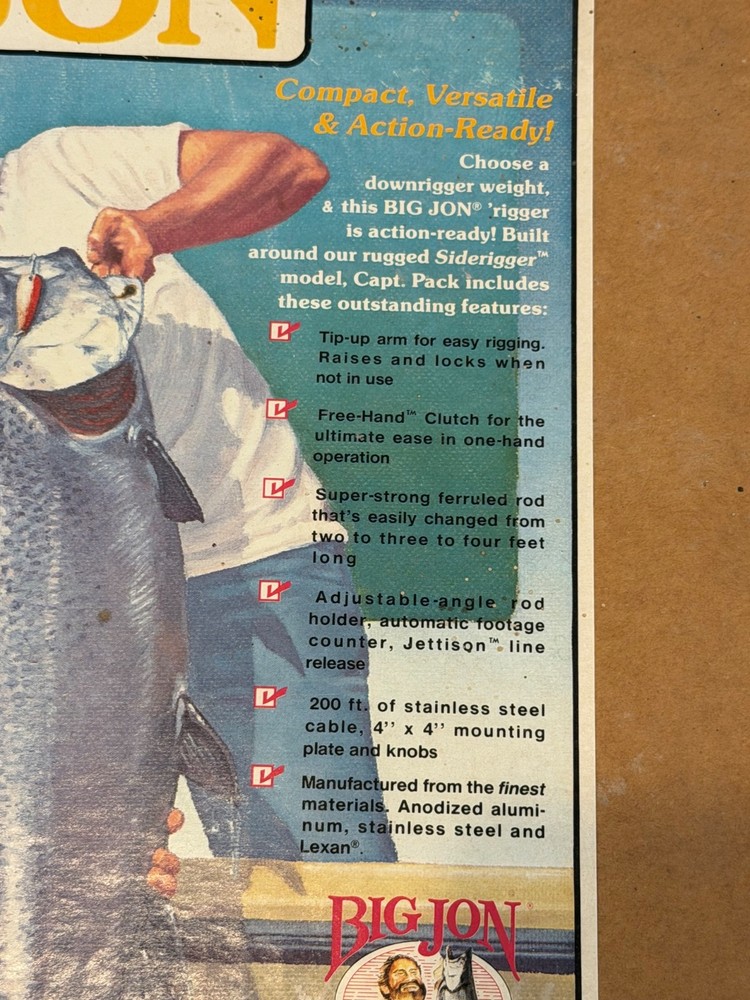 JON
Compact, Versatile
& Action-Ready!
Choose a
downrigger weight,
& this BIG JON® 'rigger
is action-ready! Built
around our rugged Siderigger™
model, Capt. Pack includes
these outstanding features:
Tip-up arm for easy rigging.
Raises and locks when
not in use
Free-Hand™ Clutch for the
ultimate ease in one-hand
operation
Super-strong ferruled rod
that's easily changed from
two to three to four feet
long
Adjustable-angle rod
holder, automatic footage
counter, Jettison™ line
release
200 ft. of stainless steel
cable, 4'' x 4'' mounting
plate and knobs
Manufactured from the finest
materials. Anodized alumi-
num, stainless steel and
Lexan®.
BIG JON